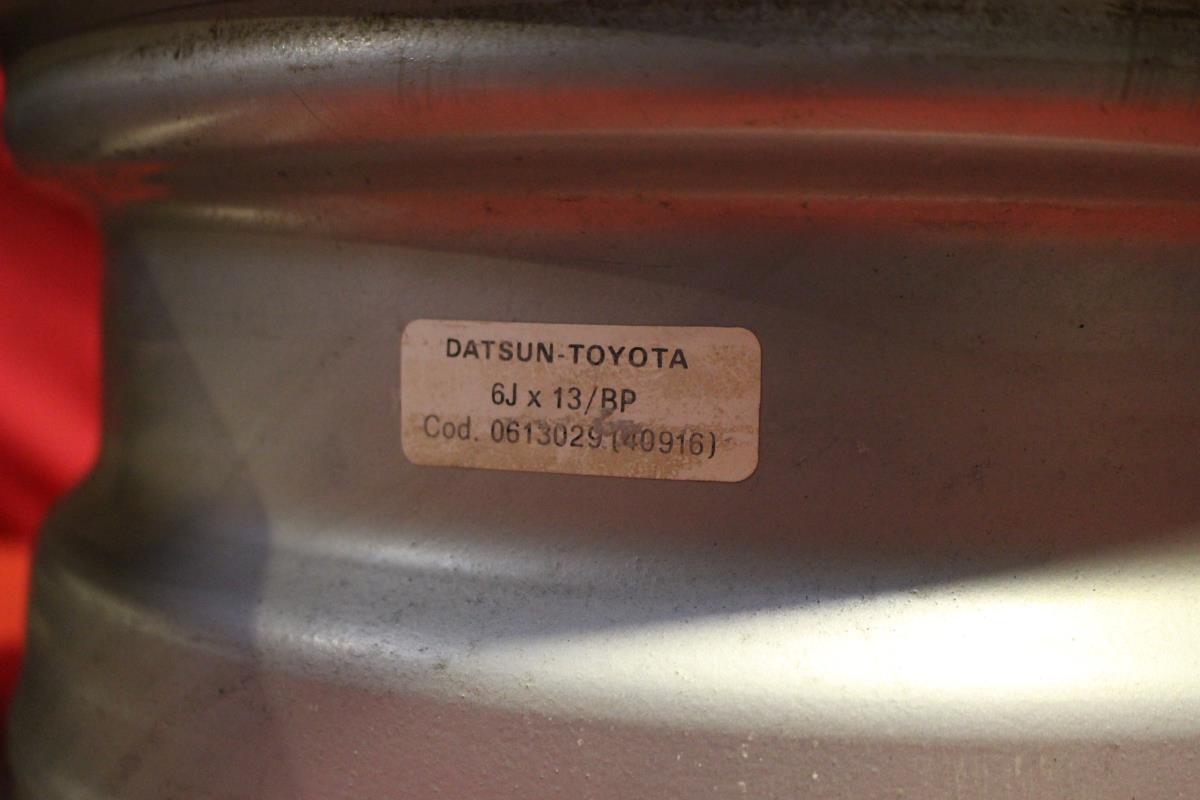 DATSUN-TOYOTA
6J x 13/BP
Cod. 0613029 (40916)